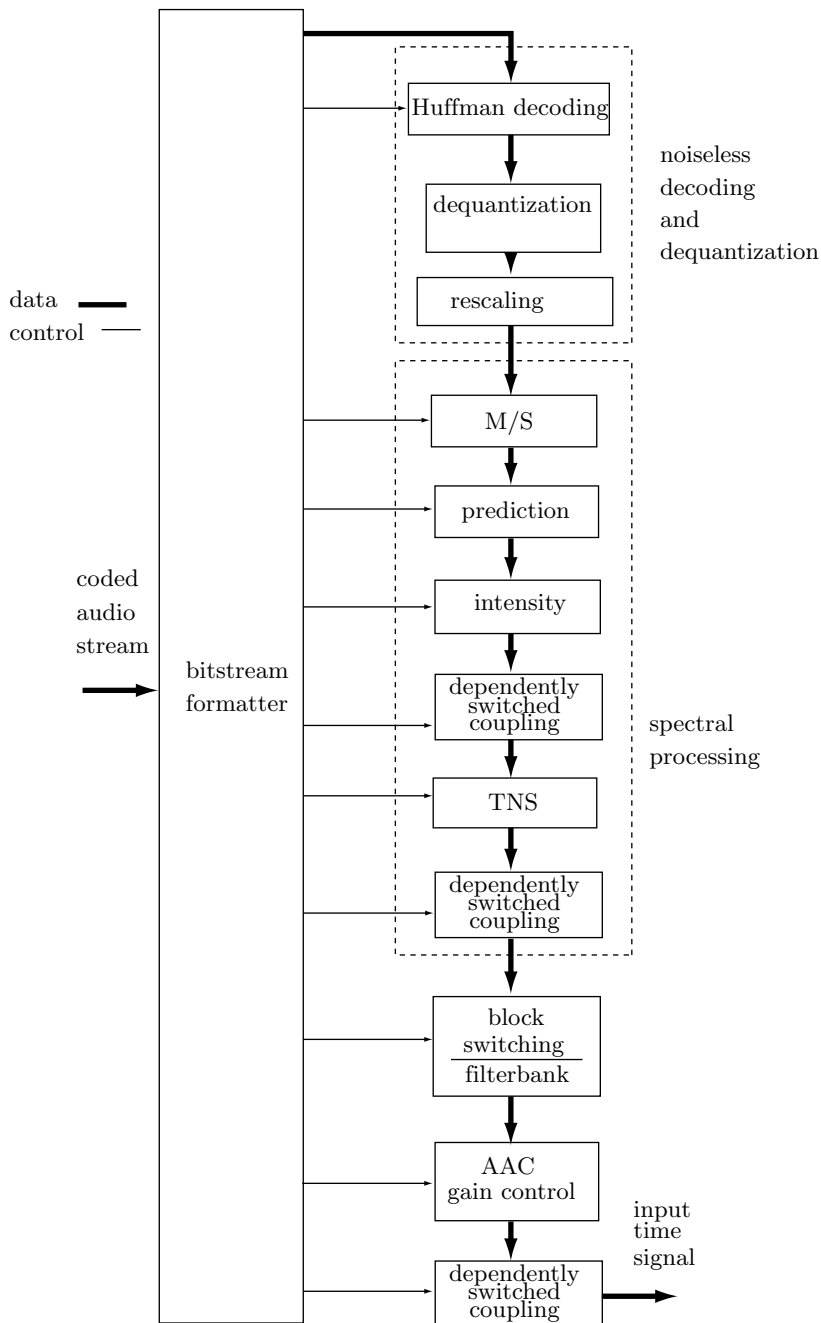 Huffman decoding
dequantization
rescaling
noiseless
decoding
and
dequantization
data
control
M/S
prediction
intensity
dependently
switched
coupling
TNS
dependently
switched
coupling
spectral
processing
coded
audio
stream
bitstream
formatter
block
switching
filterbank
AAC
gain control
dependently
switched
coupling
input
time
signal